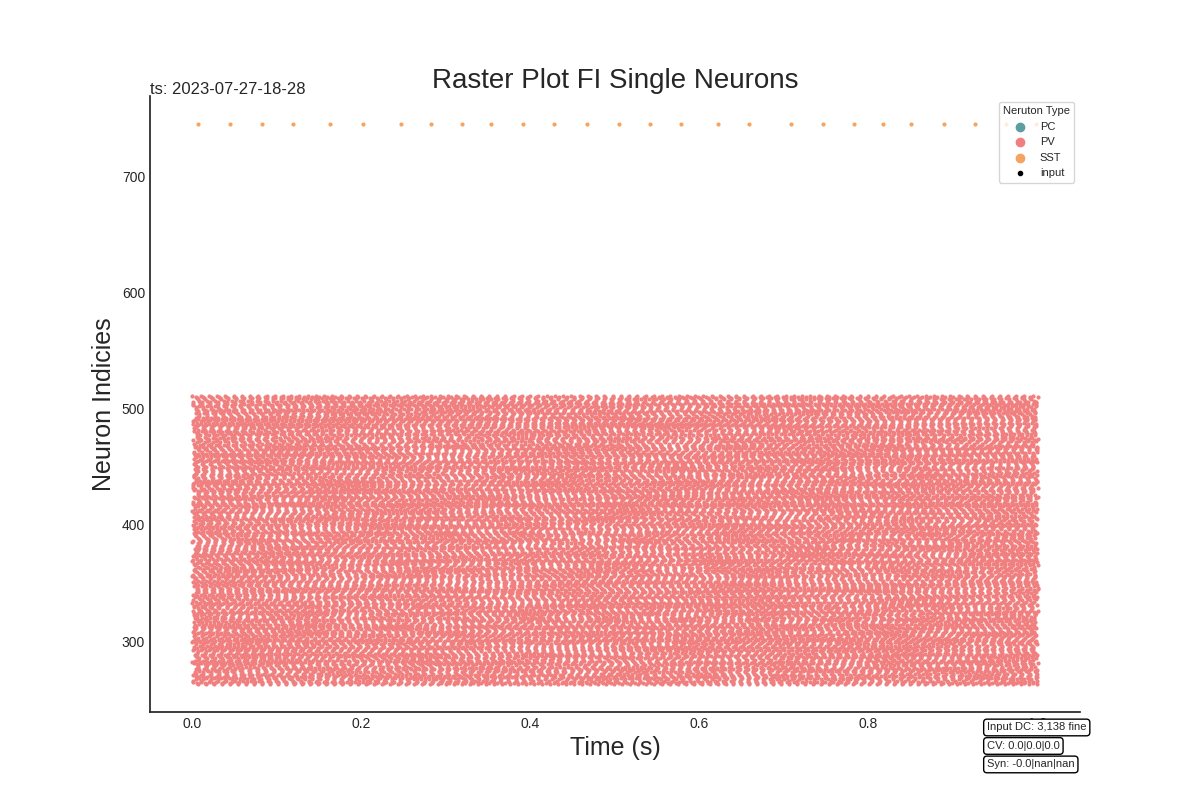 Raster Plot FI Single Neurons
ts: 2023-07-27-18-28
Neruton Type
PC
PV
SST
input
700
600
500
400
300
Neuron Indicies
0.0
0.2
0.4
0.6
0.8
Time (s)
Input DC: 3,138 fine
CV: 0.0|0.0|0.0
Syn: -0.0|nan|nan